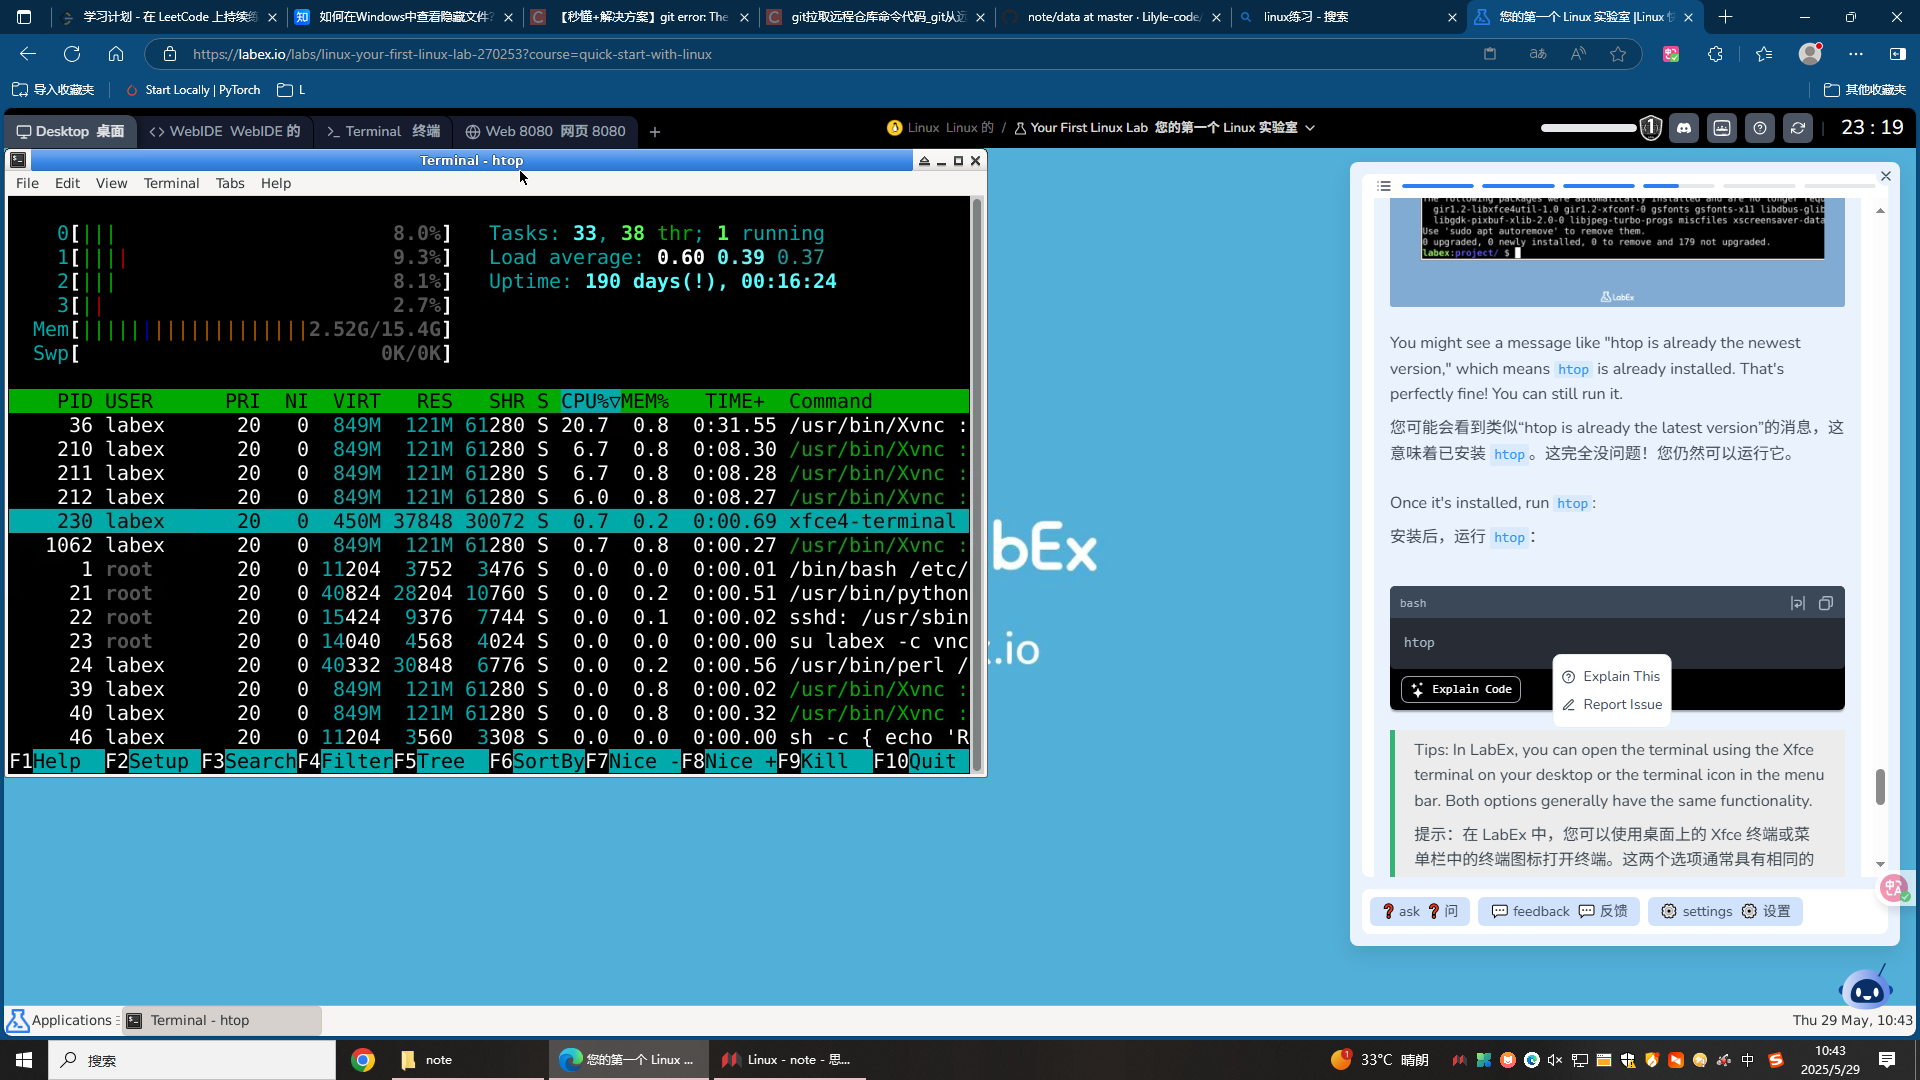 学习计划 - 在 LeetCode 上持续
如何在Windows中查看隐藏文件?
【秒懂+解决方案】git error: The
git拉取远程仓库命令代码_git从远
note/data at master · Lilyle-code/
linux练习 - 搜索
您的第一个 Linux 实验室 |Linux 快
https://labex.io/labs/linux-your-first-linux-lab-270253?course=quick-start-with-linux
导入收藏夹
Start Locally | PyTorch
L
其他收藏夹
Desktop 桌面
WebIDE WebIDE 的
Terminal 终端
Web 8080 网页 8080
Linux Linux 的 / Your First Linux Lab 您的第一个 Linux 实验室
1
23 : 19
Terminal - htop
File Edit View Terminal Tabs Help
0[||| 8.0%] Tasks: 33, 38 thr; 1 running
1[|||| 9.3%] Load average: 0.60 0.39 0.37
2[||| 8.1%] Uptime: 190 days(!), 00:16:24
3[|| 2.7%]
Mem[|||||||||||||||||||2.52G/15.4G]
Swp[ 0K/0K]
PID USER PRI NI VIRT RES SHR S CPU%▽MEM% TIME+ Command
36 labex 20 0 849M 121M 61280 S 20.7 0.8 0:31.55 /usr/bin/Xvnc :
210 labex 20 0 849M 121M 61280 S 6.7 0.8 0:08.30 /usr/bin/Xvnc :
211 labex 20 0 849M 121M 61280 S 6.7 0.8 0:08.28 /usr/bin/Xvnc :
212 labex 20 0 849M 121M 61280 S 6.0 0.8 0:08.27 /usr/bin/Xvnc :
230 labex 20 0 450M 37848 30072 S 0.7 0.2 0:00.69 xfce4-terminal
1062 labex 20 0 849M 121M 61280 S 0.7 0.8 0:00.27 /usr/bin/Xvnc :
1 root 20 0 11204 3752 3476 S 0.0 0.0 0:00.01 /bin/bash /etc/
21 root 20 0 40824 28204 10760 S 0.0 0.2 0:00.51 /usr/bin/python
22 root 20 0 15424 9376 7744 S 0.0 0.1 0:00.02 sshd: /usr/sbin
23 root 20 0 14040 4568 4024 S 0.0 0.0 0:00.00 su labex -c vnc
24 labex 20 0 40332 30848 6776 S 0.0 0.2 0:00.56 /usr/bin/perl /
39 labex 20 0 849M 121M 61280 S 0.0 0.8 0:00.02 /usr/bin/Xvnc :
40 labex 20 0 849M 121M 61280 S 0.0 0.8 0:00.32 /usr/bin/Xvnc :
46 labex 20 0 11204 3560 3308 S 0.0 0.0 0:00.00 sh -c { echo 'R
F1Help F2Setup F3SearchF4FilterF5Tree F6SortByF7Nice -F8Nice +F9Kill F10Quit
bEx
.io
The following packages were automatically installed and are no longer requ
gir1.2-libxfce4util-1.0 gir1.2-xfconf-0 gsfonts gsfonts-x11 libdbus-glib
libgdk-pixbuf-xlib-2.0-0 libjpeg-turbo-progs miscfiles xscreensaver-data
Use 'sudo apt autoremove' to remove them.
0 upgraded, 0 newly installed, 0 to remove and 179 not upgraded.
labex:project/ $
LabEx
You might see a message like "htop is already the newest
version," which means htop is already installed. That's
perfectly fine! You can still run it.
您可能会看到类似“htop is already the latest version”的消息，这
意味着已安装 htop。这完全没问题！您仍然可以运行它。
Once it's installed, run htop:
安装后，运行 htop：
bash
htop
Explain Code
Explain This
Report Issue
Tips: In LabEx, you can open the terminal using the Xfce
terminal on your desktop or the terminal icon in the menu
bar. Both options generally have the same functionality.
提示：在 LabEx 中，您可以使用桌面上的 Xfce 终端或菜
单栏中的终端图标打开终端。这两个选项通常具有相同的
❓ ask ❓ 问
feedback 反馈
settings 设置
Applications
Terminal - htop
Thu 29 May, 10:43
搜索
note
您的第一个 Linux ...
Linux - note - 思...
1
33°C 晴朗
中
10:43
2025/5/29